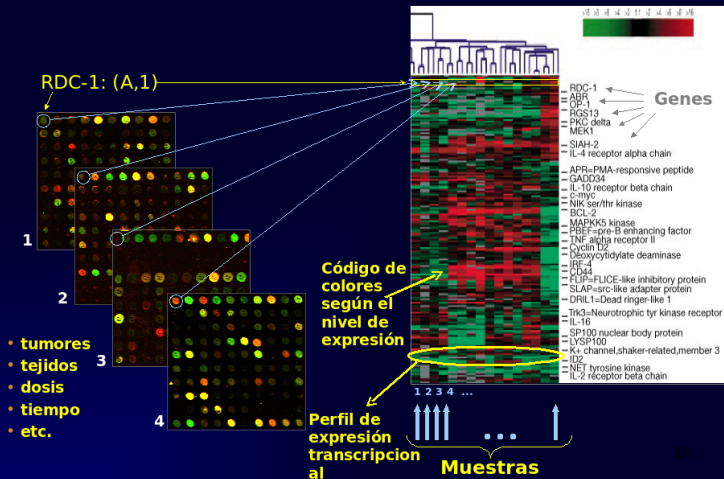 RDC-1: (A,1)
1
2
3
4
• tumores
• tejidos
• dosis
• tiempo
• etc.
Código de
colores
según el
nivel de
expresión
Perfil de
expresión
transcripcion
al
RDC-1
ABR
OP-1
RGS13
PKC delta
MEK1
SIAH-2
IL-4 receptor alpha chain
APR=PMA-responsive peptide
GADD34
IL-10 receptor beta chain
c-myc
NIK ser/thr kinase
BCL-2
MAPKK5 kinase
PBEF=pre-B enhancing factor
TNF alpha receptor II
Cyclin D2
Deoxycytidylate deaminase
IRF-4
CD44
FLIP=FLICE-like inhibitory protein
SLAP=src-like adapter protein
DRIL1=Dead ringer-like 1
Trk3=Neurotrophic tyr kinase receptor
IL-16
SP100 nuclear body protein
LYSP100
K+ channel,shaker-related,member 3
ID2
NET tyrosine kinase
IL-2 receptor beta chain
Genes
1 2 3 4 ...
...
Muestras